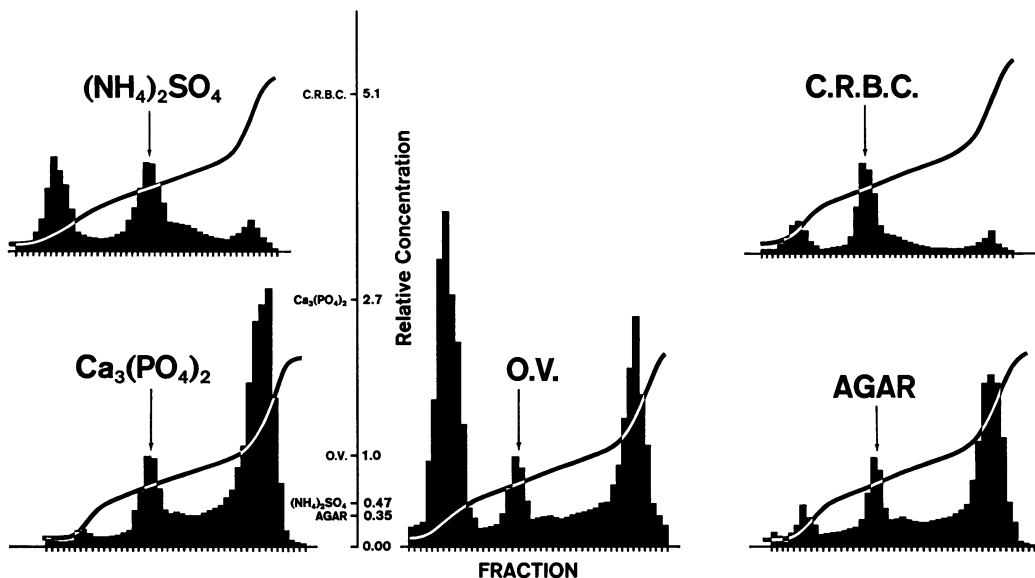 (NH₄)₂SO₄
C.R.B.C.
C.R.B.C. 5.1
Relative Concentration
Ca₃(PO₄)₂ 2.7
Ca₃(PO₄)₂
O.V.
AGAR
O.V. 1.0
(NH₄)₂SO₄ 0.47
AGAR 0.35
0.00
FRACTION